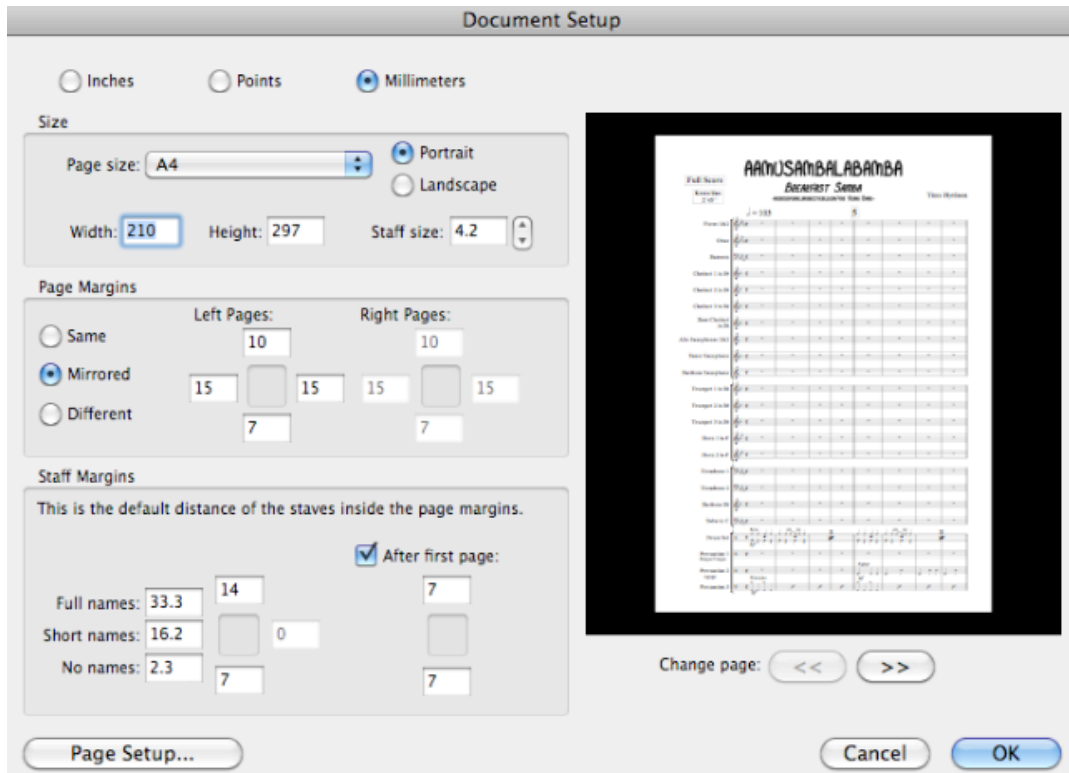 Document Setup
Inches Points Millimeters
Size
Page size: A4
Portrait
Landscape
Width: 210 Height: 297 Staff size: 4.2
Page Margins
Left Pages: Right Pages:
Same
10 10
Mirrored
15 15 15 15
Different
7 7
Staff Margins
This is the default distance of the staves inside the page margins.
After first page:
14 7
Full names: 33.3
Short names: 16.2 0
No names: 2.3
7 7
Page Setup...
AAMUSAMBALABAMBA
Full Score
BREAKFAST SAMBA
5
Change page: << >>
Cancel OK